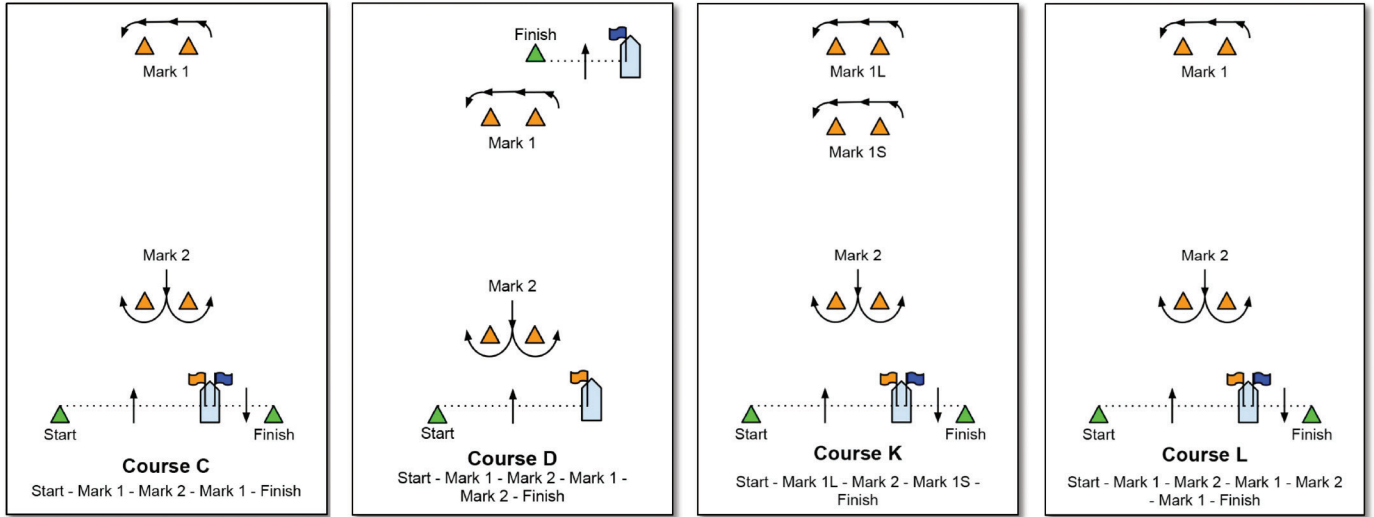 Mark 1
Mark 2
Start
Finish
Course C
Start - Mark 1 - Mark 2 - Mark 1 - Finish
Finish
Mark 1
Mark 2
Start
Course D
Start - Mark 1 - Mark 2 - Mark 1 -
Mark 2 - Finish
Mark 1L
Mark 1S
Mark 2
Start
Finish
Course K
Start - Mark 1L - Mark 2 - Mark 1S -
Finish
Mark 1
Mark 2
Start
Finish
Course L
Start - Mark 1 - Mark 2 - Mark 1 - Mark 2
- Mark 1 - Finish